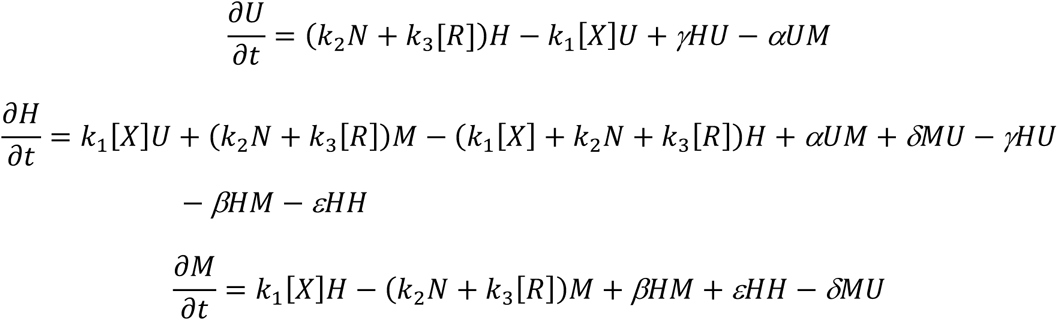 ∂U/∂t = (k₂N + k₃[R])H − k₁[X]U + γHU − αUM
∂H/∂t = k₁[X]U + (k₂N + k₃[R])M − (k₁[X] + k₂N + k₃[R])H + αUM + δMU − γHU
− βHM − εHH
∂M/∂t = k₁[X]H − (k₂N + k₃[R])M + βHM + εHH − δMU